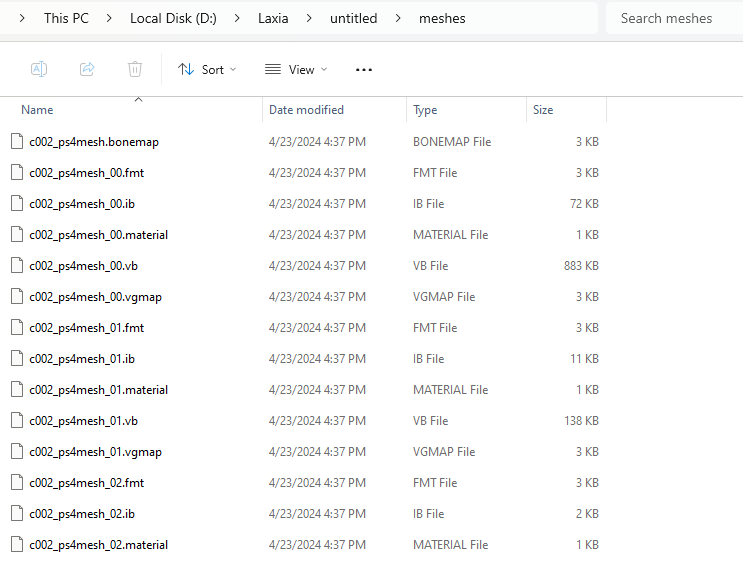 This PC > Local Disk (D:) > Laxia > untitled > meshes Search meshes
Sort View ...
Name Date modified Type Size
c002_ps4mesh.bonemap 4/23/2024 4:37 PM BONEMAP File 3 KB
c002_ps4mesh_00.fmt 4/23/2024 4:37 PM FMT File 3 KB
c002_ps4mesh_00.ib 4/23/2024 4:37 PM IB File 72 KB
c002_ps4mesh_00.material 4/23/2024 4:37 PM MATERIAL File 1 KB
c002_ps4mesh_00.vb 4/23/2024 4:37 PM VB File 883 KB
c002_ps4mesh_00.vgmap 4/23/2024 4:37 PM VGMAP File 3 KB
c002_ps4mesh_01.fmt 4/23/2024 4:37 PM FMT File 3 KB
c002_ps4mesh_01.ib 4/23/2024 4:37 PM IB File 11 KB
c002_ps4mesh_01.material 4/23/2024 4:37 PM MATERIAL File 1 KB
c002_ps4mesh_01.vb 4/23/2024 4:37 PM VB File 138 KB
c002_ps4mesh_01.vgmap 4/23/2024 4:37 PM VGMAP File 3 KB
c002_ps4mesh_02.fmt 4/23/2024 4:37 PM FMT File 3 KB
c002_ps4mesh_02.ib 4/23/2024 4:37 PM IB File 2 KB
c002_ps4mesh_02.material 4/23/2024 4:37 PM MATERIAL File 1 KB